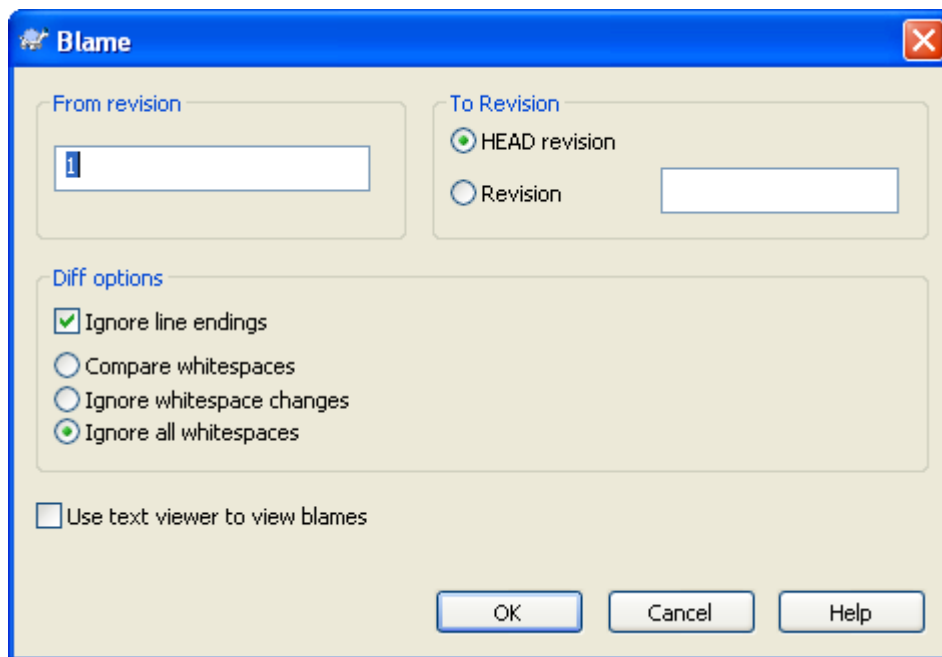 Blame
From revision
1
To Revision
HEAD revision
Revision
Diff options
Ignore line endings
Compare whitespaces
Ignore whitespace changes
Ignore all whitespaces
Use text viewer to view blames
OK Cancel Help